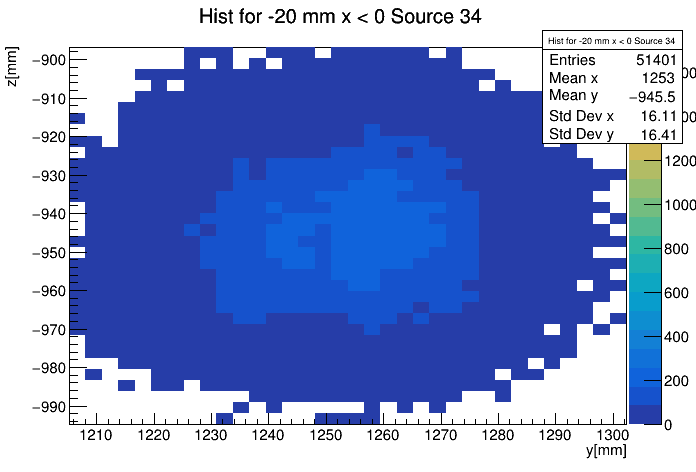 Hist for -20 mm x < 0 Source 34
Hist for -20 mm x < 0 Source 34
Entries 51401
Mean x 1253
Mean y −945.5
Std Dev x 16.11
Std Dev y 16.41
z[mm]
−900
−910
−920
−930
−940
−950
−960
−970
−980
−990
1210 1220 1230 1240 1250 1260 1270 1280 1290 1300
y[mm]
1200
1000
800
600
400
200
0